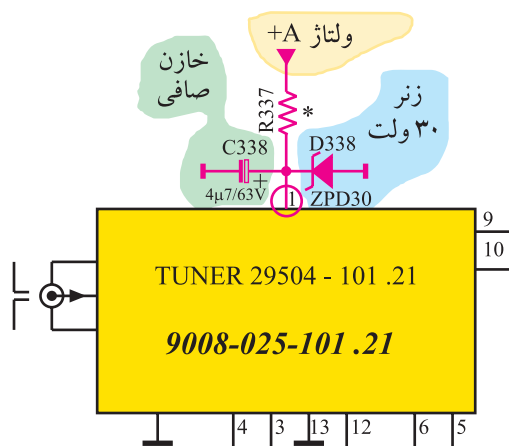 ولتاژ
+A
خازن
صافی
زنر
۳۰ ولت
R337
*
C338
+
4µ7/63V
D338
ZPD30
1
TUNER 29504 - 101 .21
9008-025-101 .21
9
10
4
3
13
12
6
5